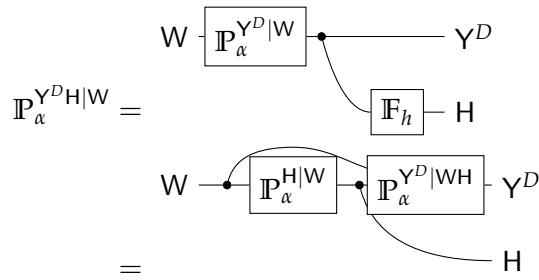 W ℙ_α^{Y^D|W} Y^D
ℙ_α^{Y^D H|W} = 𝔽_h H
W ℙ_α^{H|W} ℙ_α^{Y^D|WH} Y^D
= H